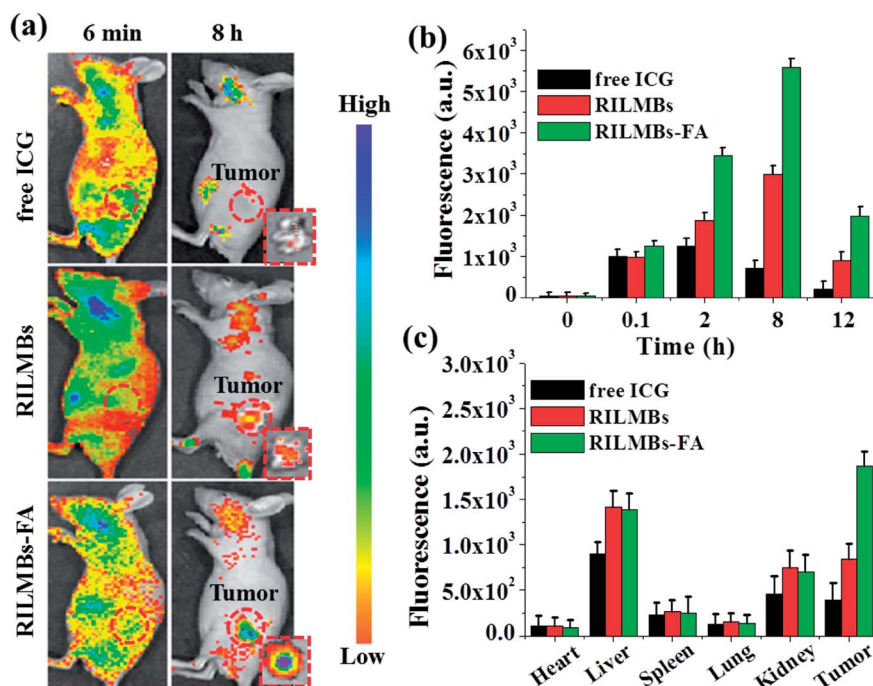 (a)
6 min 8 h
free ICG
Tumor
RILMBs
Tumor
RILMBs-FA
Tumor
High
Low
(b)
Fluorescence (a.u.)
6x10³
5x10³
4x10³
3x10³
2x10³
1x10³
0
free ICG
RILMBs
RILMBs-FA
0 0.1 2 8 12
Time (h)
(c)
Fluorescence (a.u.)
3.0x10³
2.5x10³
2.0x10³
1.5x10³
1.0x10³
5.0x10²
0.0
free ICG
RILMBs
RILMBs-FA
Heart Liver Spleen Lung Kidney Tumor